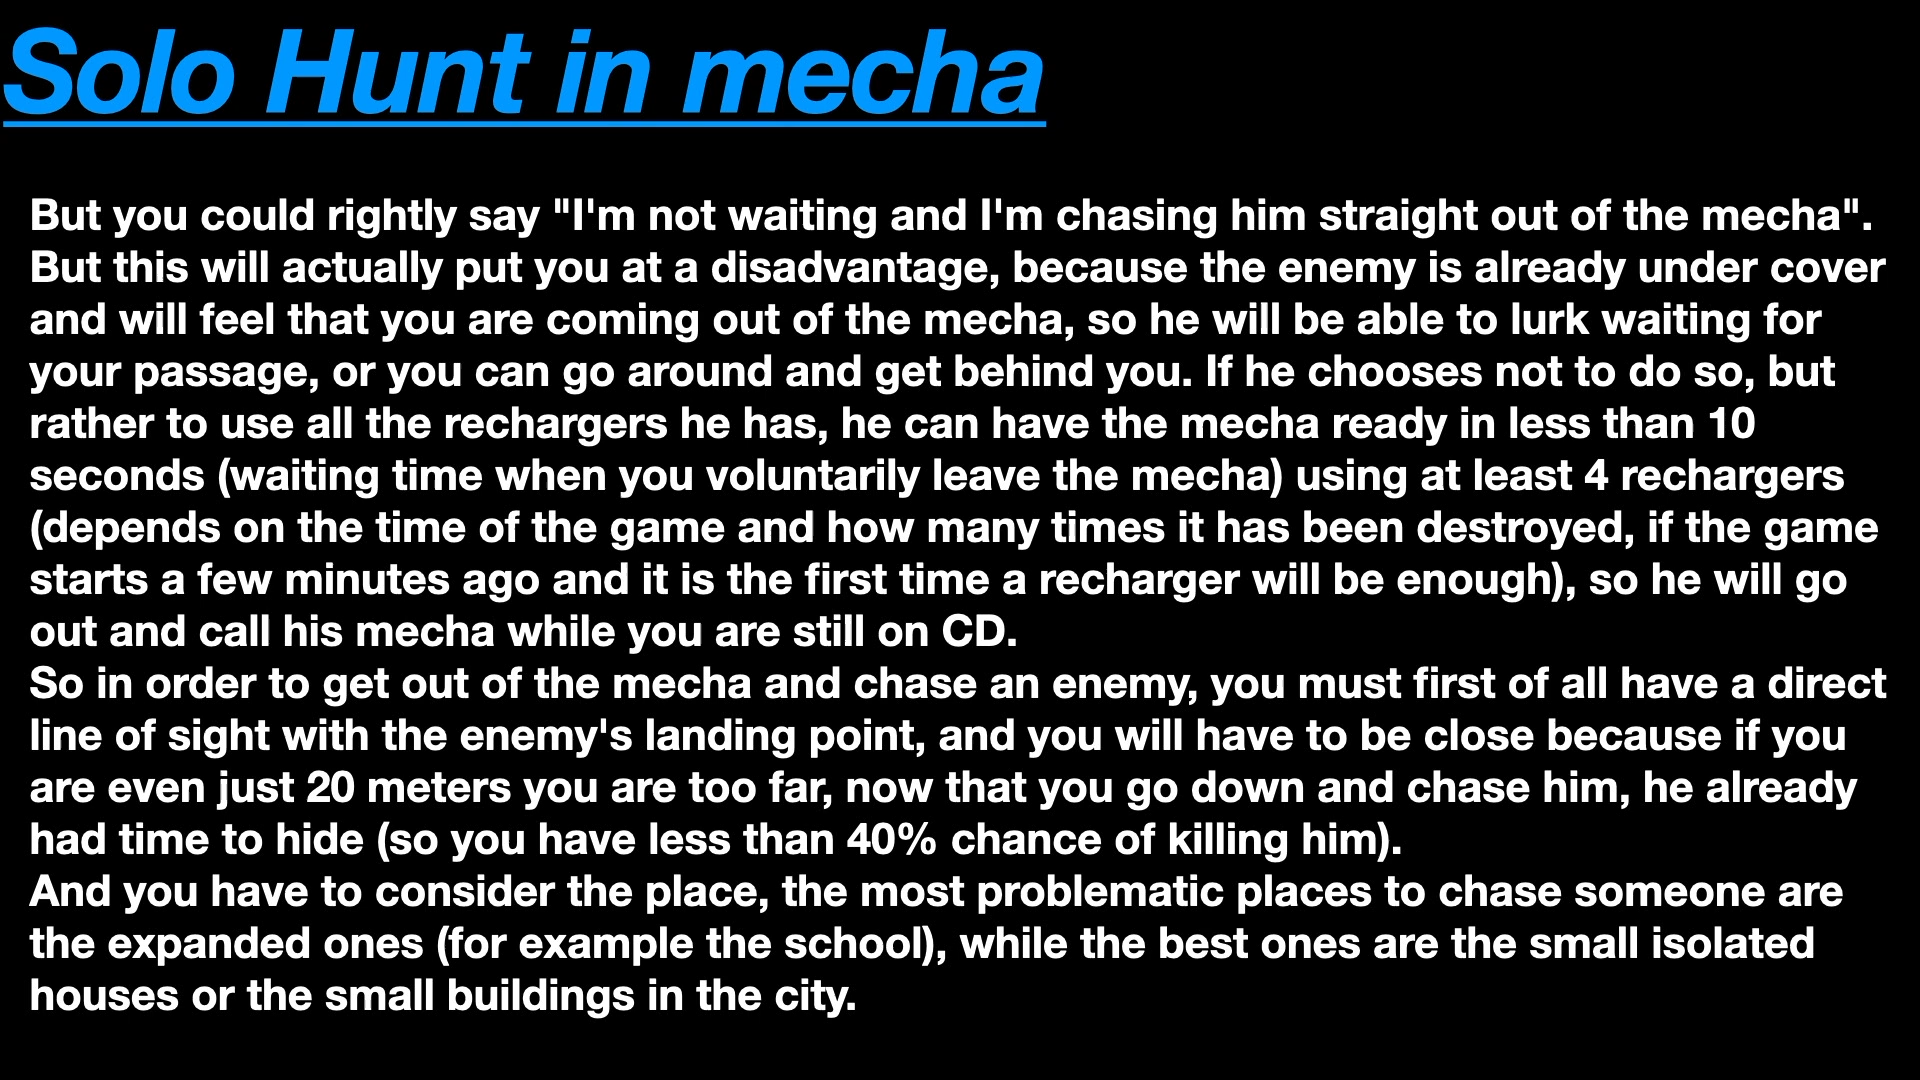 Solo Hunt in mecha
But you could rightly say "I'm not waiting and I'm chasing him straight out of the mecha".
But this will actually put you at a disadvantage, because the enemy is already under cover
and will feel that you are coming out of the mecha, so he will be able to lurk waiting for
your passage, or you can go around and get behind you. If he chooses not to do so, but
rather to use all the rechargers he has, he can have the mecha ready in less than 10
seconds (waiting time when you voluntarily leave the mecha) using at least 4 rechargers
(depends on the time of the game and how many times it has been destroyed, if the game
starts a few minutes ago and it is the first time a recharger will be enough), so he will go
out and call his mecha while you are still on CD.
So in order to get out of the mecha and chase an enemy, you must first of all have a direct
line of sight with the enemy's landing point, and you will have to be close because if you
are even just 20 meters you are too far, now that you go down and chase him, he already
had time to hide (so you have less than 40% chance of killing him).
And you have to consider the place, the most problematic places to chase someone are
the expanded ones (for example the school), while the best ones are the small isolated
houses or the small buildings in the city.